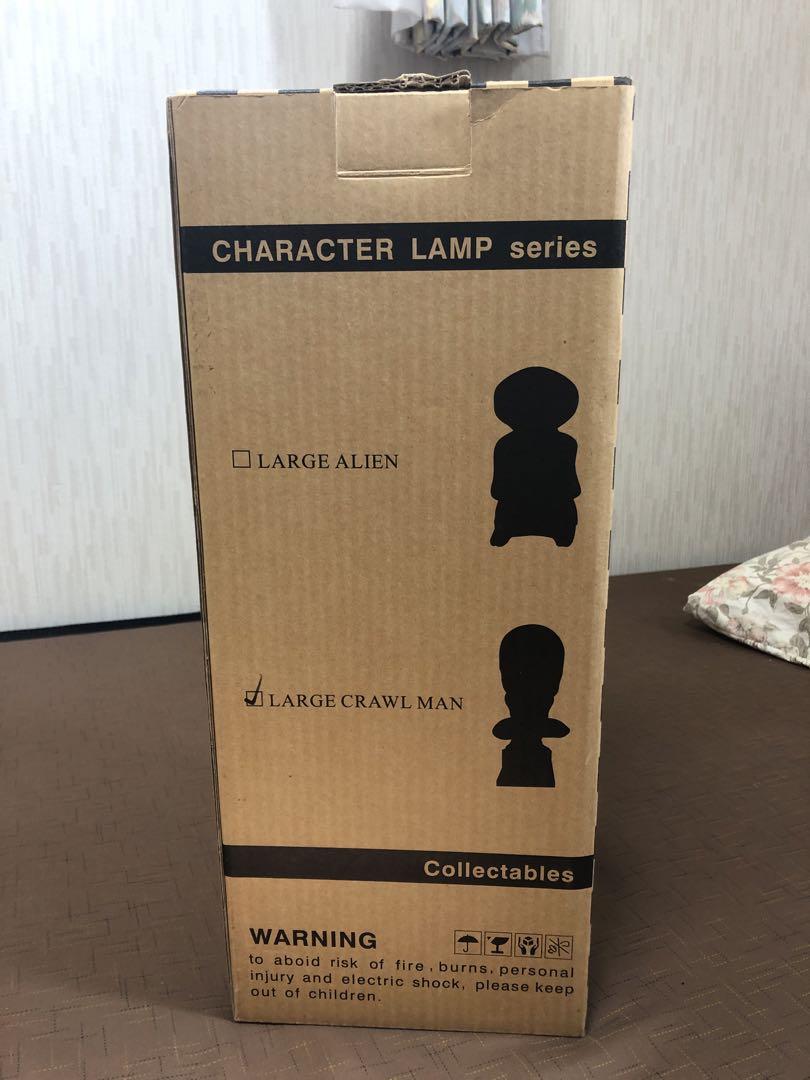 CHARACTER LAMP series
LARGE ALIEN
LARGE CRAWL MAN
Collectables
WARNING
to aboid risk of fire, burns, personal
injury and electric shock, please keep
out of children.